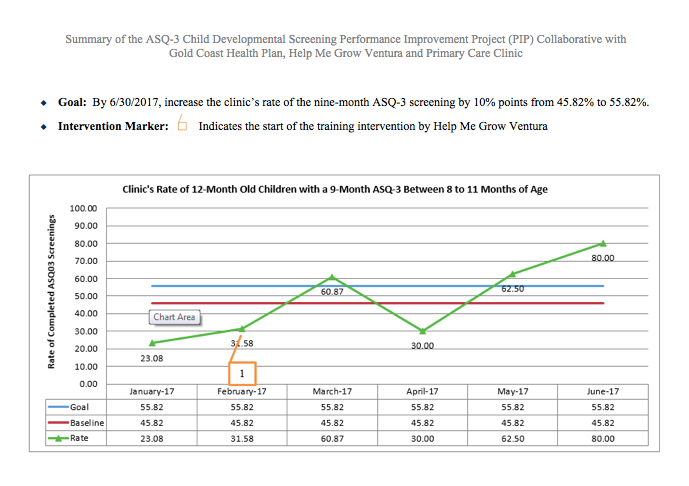 Summary of the ASQ-3 Child Developmental Screening Performance Improvement Project (PIP) Collaborative with
Gold Coast Health Plan, Help Me Grow Ventura and Primary Care Clinic
Goal: By 6/30/2017, increase the clinic's rate of the nine-month ASQ-3 screening by 10% points from 45.82% to 55.82%.
Intervention Marker: Indicates the start of the training intervention by Help Me Grow Ventura
Clinic's Rate of 12-Month Old Children with a 9-Month ASQ-3 Between 8 to 11 Months of Age
Rate of Completed ASQ03 Screenings
100.00
90.00
80.00
70.00
60.00
50.00
40.00
30.00
20.00
10.00
0.00
Chart Area
23.08
31.58
60.87
30.00
62.50
80.00
1
January-17 February-17 March-17 April-17 May-17 June-17
Goal 55.82 55.82 55.82 55.82 55.82 55.82
Baseline 45.82 45.82 45.82 45.82 45.82 45.82
Rate 23.08 31.58 60.87 30.00 62.50 80.00